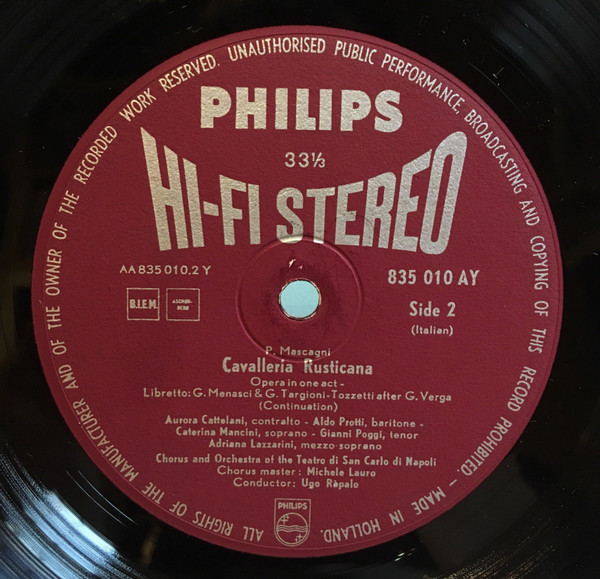 ALL RIGHTS OF THE MANUFACTURER AND OF THE OWNER OF THE RECORDED WORK RESERVED. UNAUTHORISED PUBLIC PERFORMANCE, BROADCASTING AND COPYING OF THIS RECORD PROHIBITED. – MADE IN HOLLAND.
PHILIPS
33⅓
HI-FI STEREO
AA 835 010.2 Y
835 010 AY
B.I.E.M.
Side 2
(Italian)
P. Mascagni
Cavalleria Rusticana
Opera in one act -
Libretto: G. Menasci & G. Targioni-Tozzetti after G. Verga
(Continuation)
Aurora Cattelani, contralto - Aldo Protti, baritone -
Caterina Mancini, soprano - Gianni Poggi, tenor
Adriana Lazzarini, mezzo soprano
Chorus and Orchestra of the Teatro di San Carlo di Napoli
Chorus master: Michele Lauro
Conductor: Ugo Ràpalo
PHILIPS